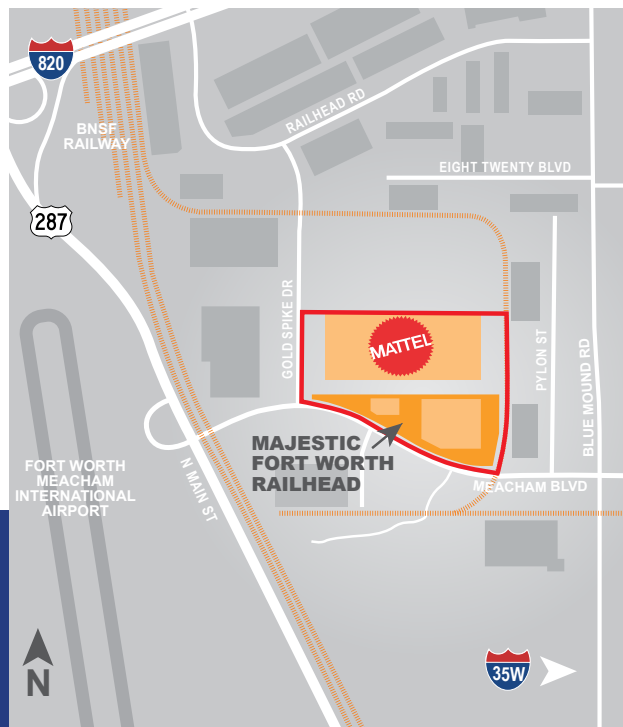 820
BNSF
RAILWAY
RAILHEAD RD
EIGHT TWENTY BLVD
287
GOLD SPIKE DR
MATTEL
PYLON ST
BLUE MOUND RD
MAJESTIC
FORT WORTH
RAILHEAD
FORT WORTH
MEACHAM
INTERNATIONAL
AIRPORT
N MAIN ST
MEACHAM BLVD
N
35W